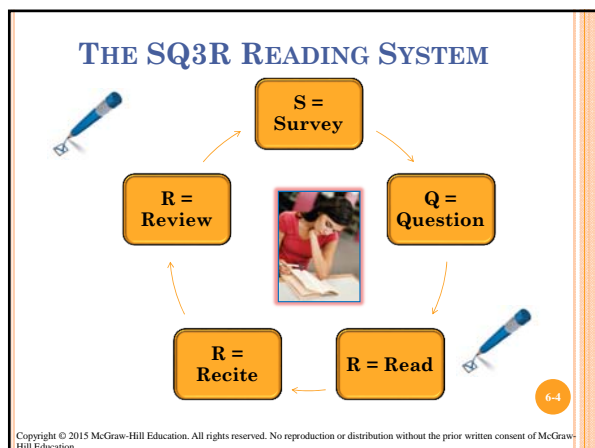 THE SQ3R READING SYSTEM
S =
Survey
Q =
Question
R = Read
R =
Recite
R =
Review
6-4
Copyright © 2015 McGraw-Hill Education. All rights reserved. No reproduction or distribution without the prior written consent of McGraw-
Hill Education